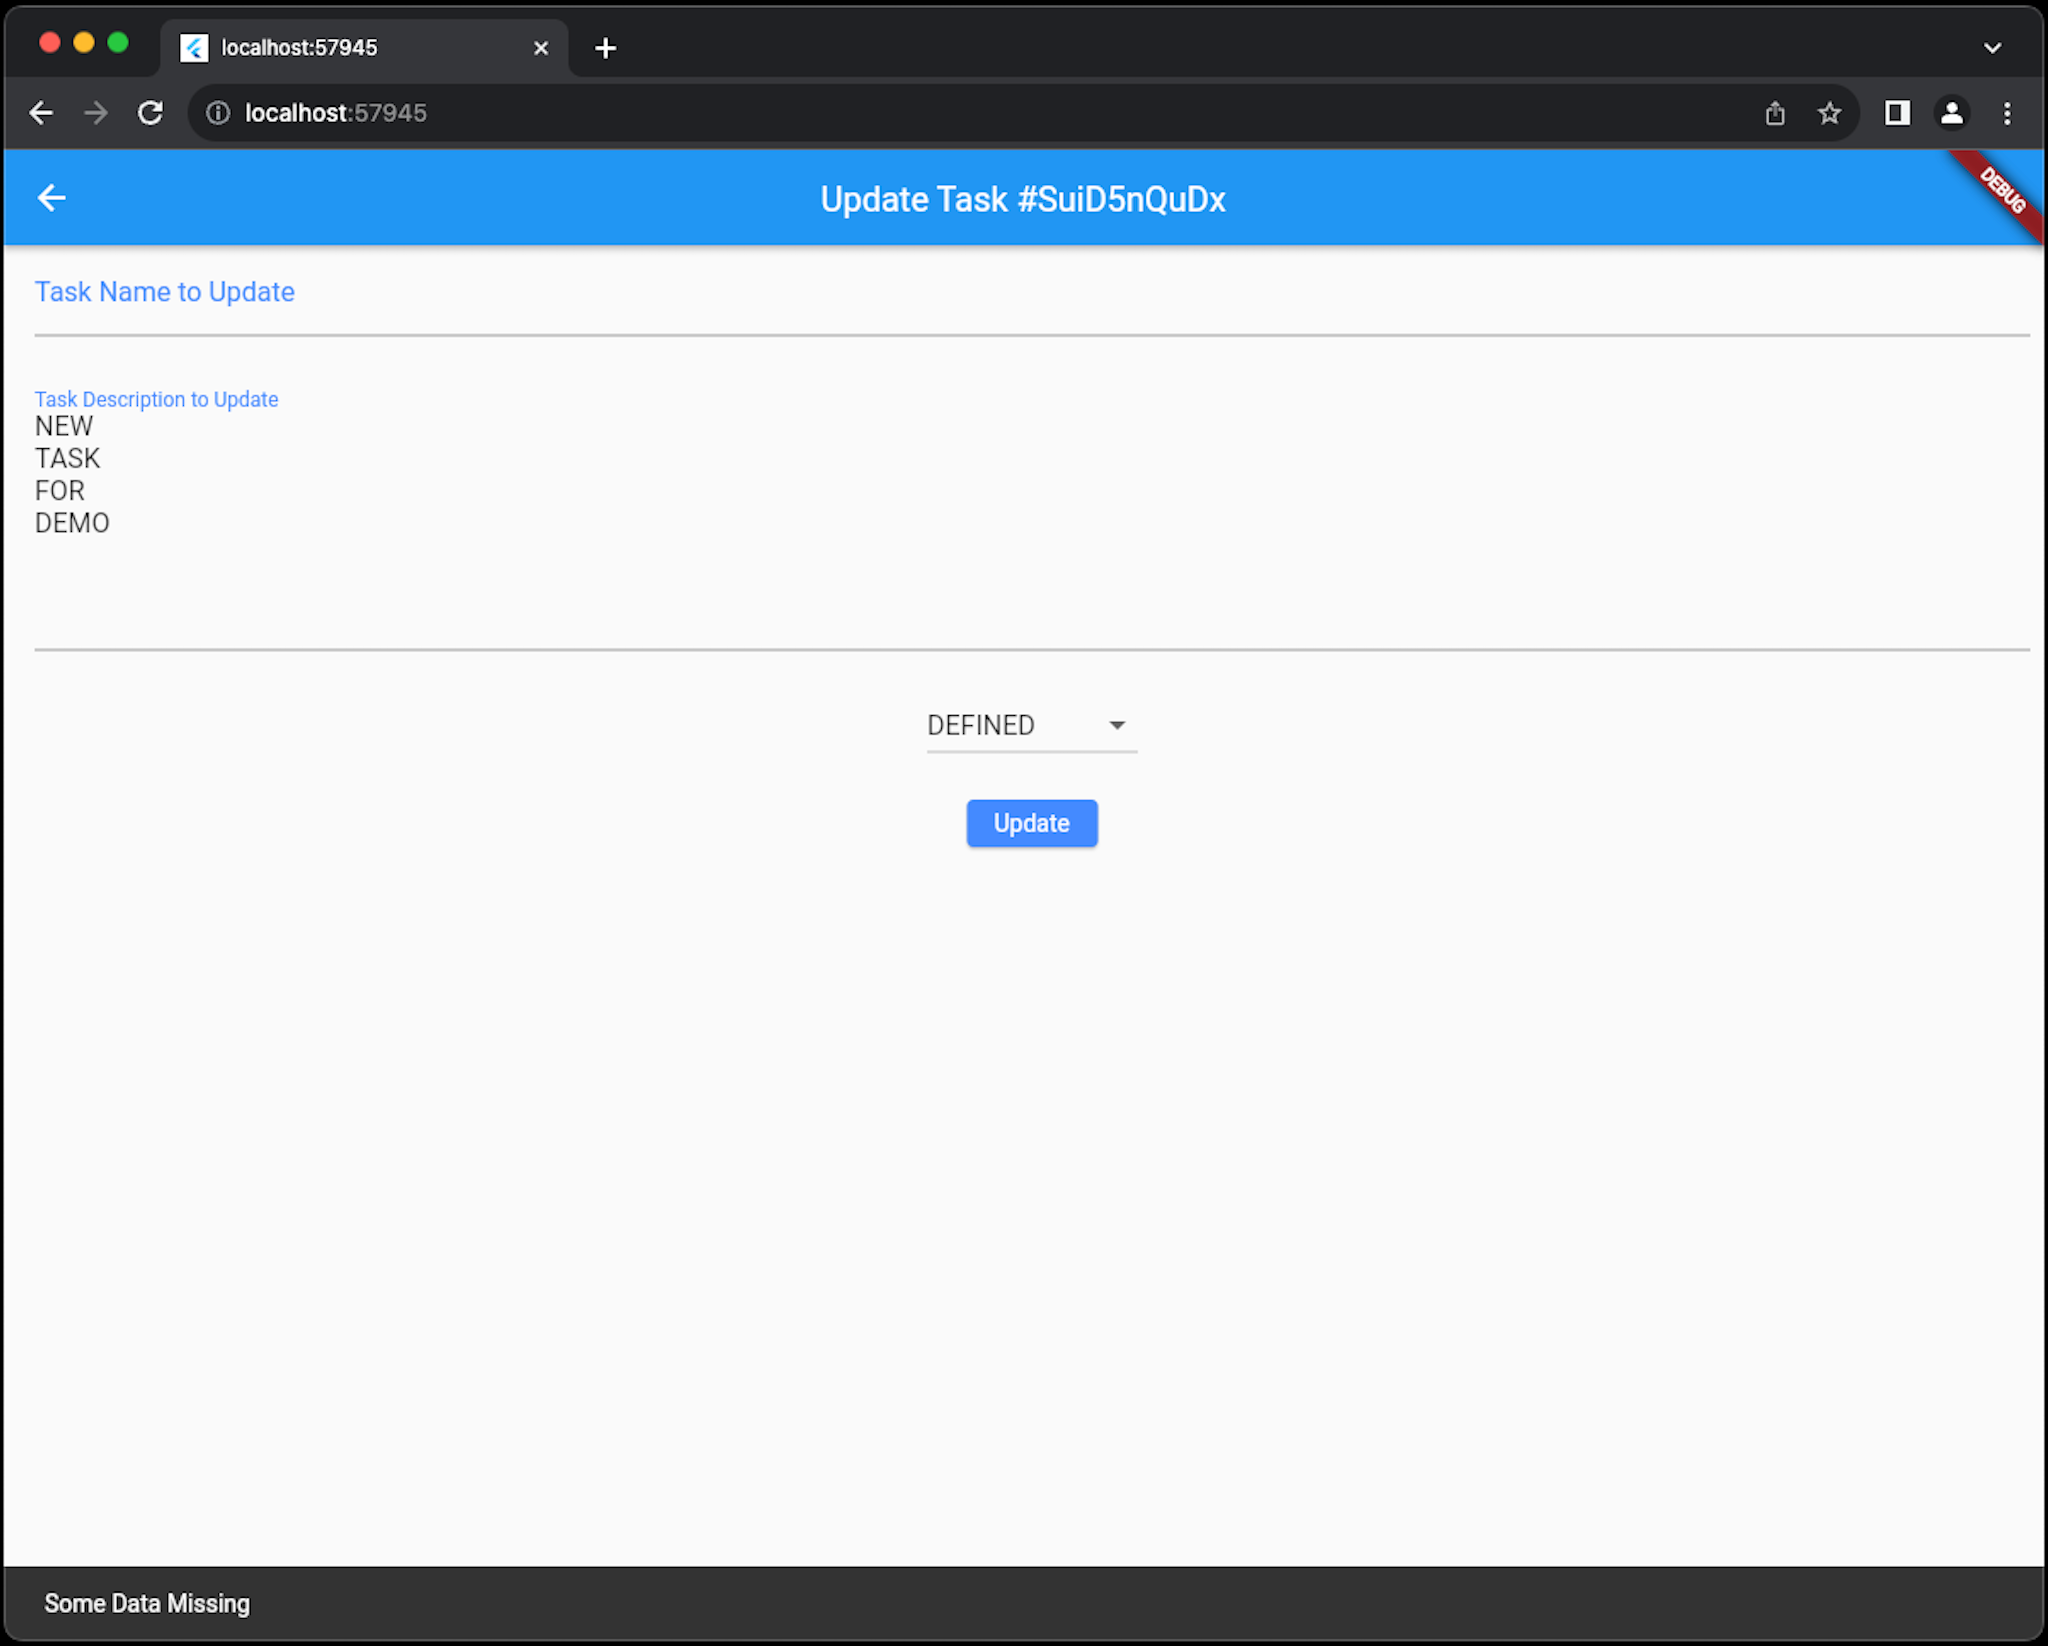 localhost:57945
localhost:57945
Update Task #SuiD5nQuDx
DEBUG
Task Name to Update
Task Description to Update
NEW
TASK
FOR
DEMO
DEFINED
Update
Some Data Missing